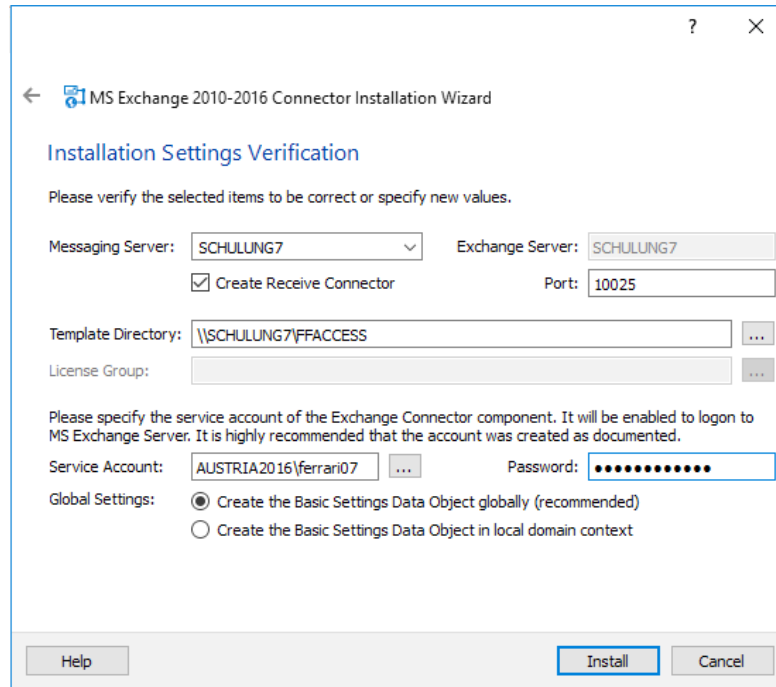 ?
MS Exchange 2010-2016 Connector Installation Wizard
Installation Settings Verification
Please verify the selected items to be correct or specify new values.
Messaging Server: SCHULUNG7 Exchange Server: SCHULUNG7
Create Receive Connector Port: 10025
Template Directory: \\SCHULUNG7\FFACCESS ...
License Group: ...
Please specify the service account of the Exchange Connector component. It will be enabled to logon to
MS Exchange Server. It is highly recommended that the account was created as documented.
Service Account: AUSTRIA2016\ferrari07 ... Password: ●●●●●●●●●●●●
Global Settings: Create the Basic Settings Data Object globally (recommended)
Create the Basic Settings Data Object in local domain context
Help Install Cancel